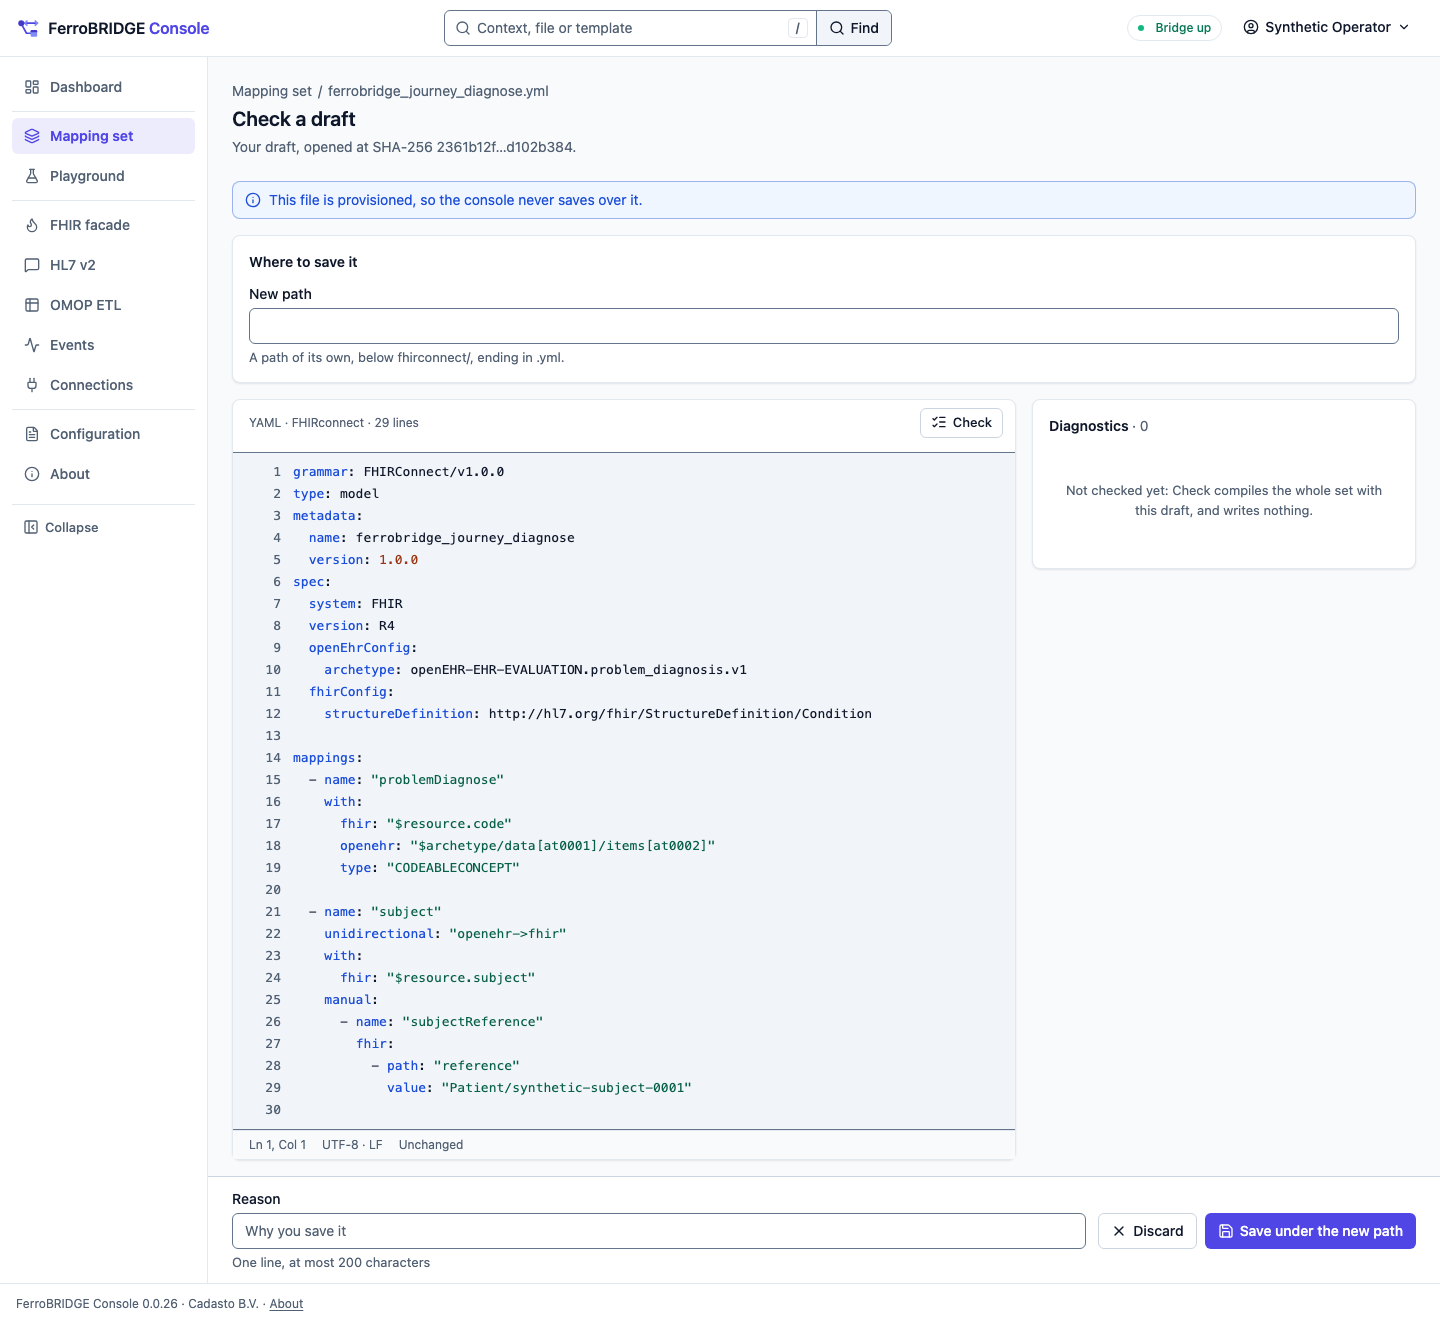 FerroBRIDGE Console
Context, file or template
/
Find
Bridge up
Synthetic Operator
Dashboard
Mapping set
Playground
FHIR facade
HL7 v2
OMOP ETL
Events
Connections
Configuration
About
Collapse
Mapping set / ferrobridge_journey_diagnose.yml
Check a draft
Your draft, opened at SHA-256 2361b12f…d102b384.
This file is provisioned, so the console never saves over it.
Where to save it
New path
A path of its own, below fhirconnect/, ending in .yml.
YAML · FHIRconnect · 29 lines
Check
1 grammar: FHIRConnect/v1.0.0
2 type: model
3 metadata:
4   name: ferrobridge_journey_diagnose
5   version: 1.0.0
6 spec:
7   system: FHIR
8   version: R4
9   openEhrConfig:
10     archetype: openEHR-EHR-EVALUATION.problem_diagnosis.v1
11   fhirConfig:
12     structureDefinition: http://hl7.org/fhir/StructureDefinition/Condition
13
14 mappings:
15   - name: "problemDiagnose"
16     with:
17       fhir: "$resource.code"
18       openehr: "$archetype/data[at0001]/items[at0002]"
19       type: "CODEABLECONCEPT"
20
21   - name: "subject"
22     unidirectional: "openehr->fhir"
23     with:
24       fhir: "$resource.subject"
25     manual:
26       - name: "subjectReference"
27         fhir:
28           - path: "reference"
29             value: "Patient/synthetic-subject-0001"
30
Ln 1, Col 1 UTF-8 · LF Unchanged
Diagnostics · 0
Not checked yet: Check compiles the whole set with
this draft, and writes nothing.
Reason
Why you save it
Discard
Save under the new path
One line, at most 200 characters
FerroBRIDGE Console 0.0.26 · Cadasto B.V. · About